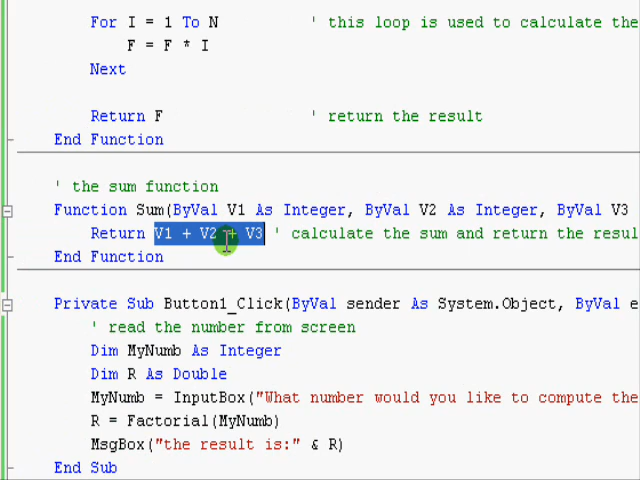 For I = 1 To N ' this loop is used to calculate the
F = F * I
Next
Return F ' return the result
End Function
' the sum function
Function Sum(ByVal V1 As Integer, ByVal V2 As Integer, ByVal V3
Return V1 + V2 + V3 ' calculate the sum and return the resul
End Function
Private Sub Button1_Click(ByVal sender As System.Object, ByVal e
' read the number from screen
Dim MyNumb As Integer
Dim R As Double
MyNumb = InputBox("What number would you like to compute the
R = Factorial(MyNumb)
MsgBox("the result is:" & R)
End Sub